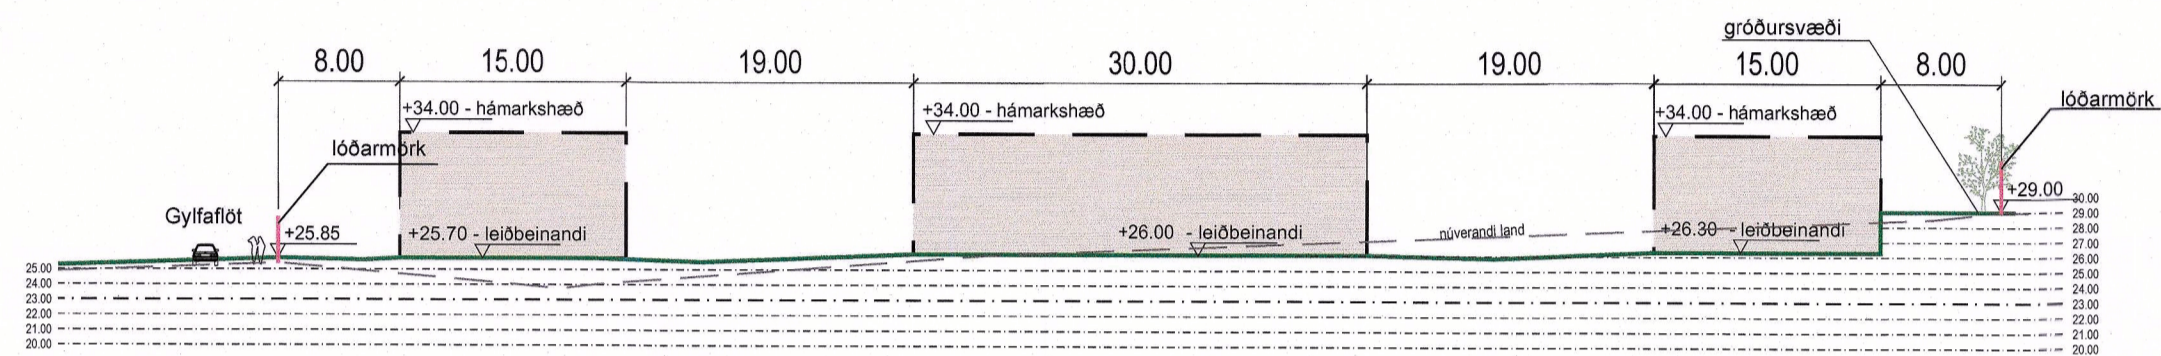 gróðursvæði
8.00 15.00 19.00 30.00 19.00 15.00 8.00
lóðarmörk
+34.00 - hámarkshæð +34.00 - hámarkshæð +34.00 - hámarkshæð
lóðarmörk
+29.00
Gylfaflöt
+25.85 +25.70 - leiðbeinandi +26.00 - leiðbeinandi núverandi land +26.30 - leiðbeinandi
30.00
29.00
28.00
27.00
26.00
25.00 25.00
24.00 24.00
23.00 23.00
22.00 22.00
21.00 21.00
20.00 20.00